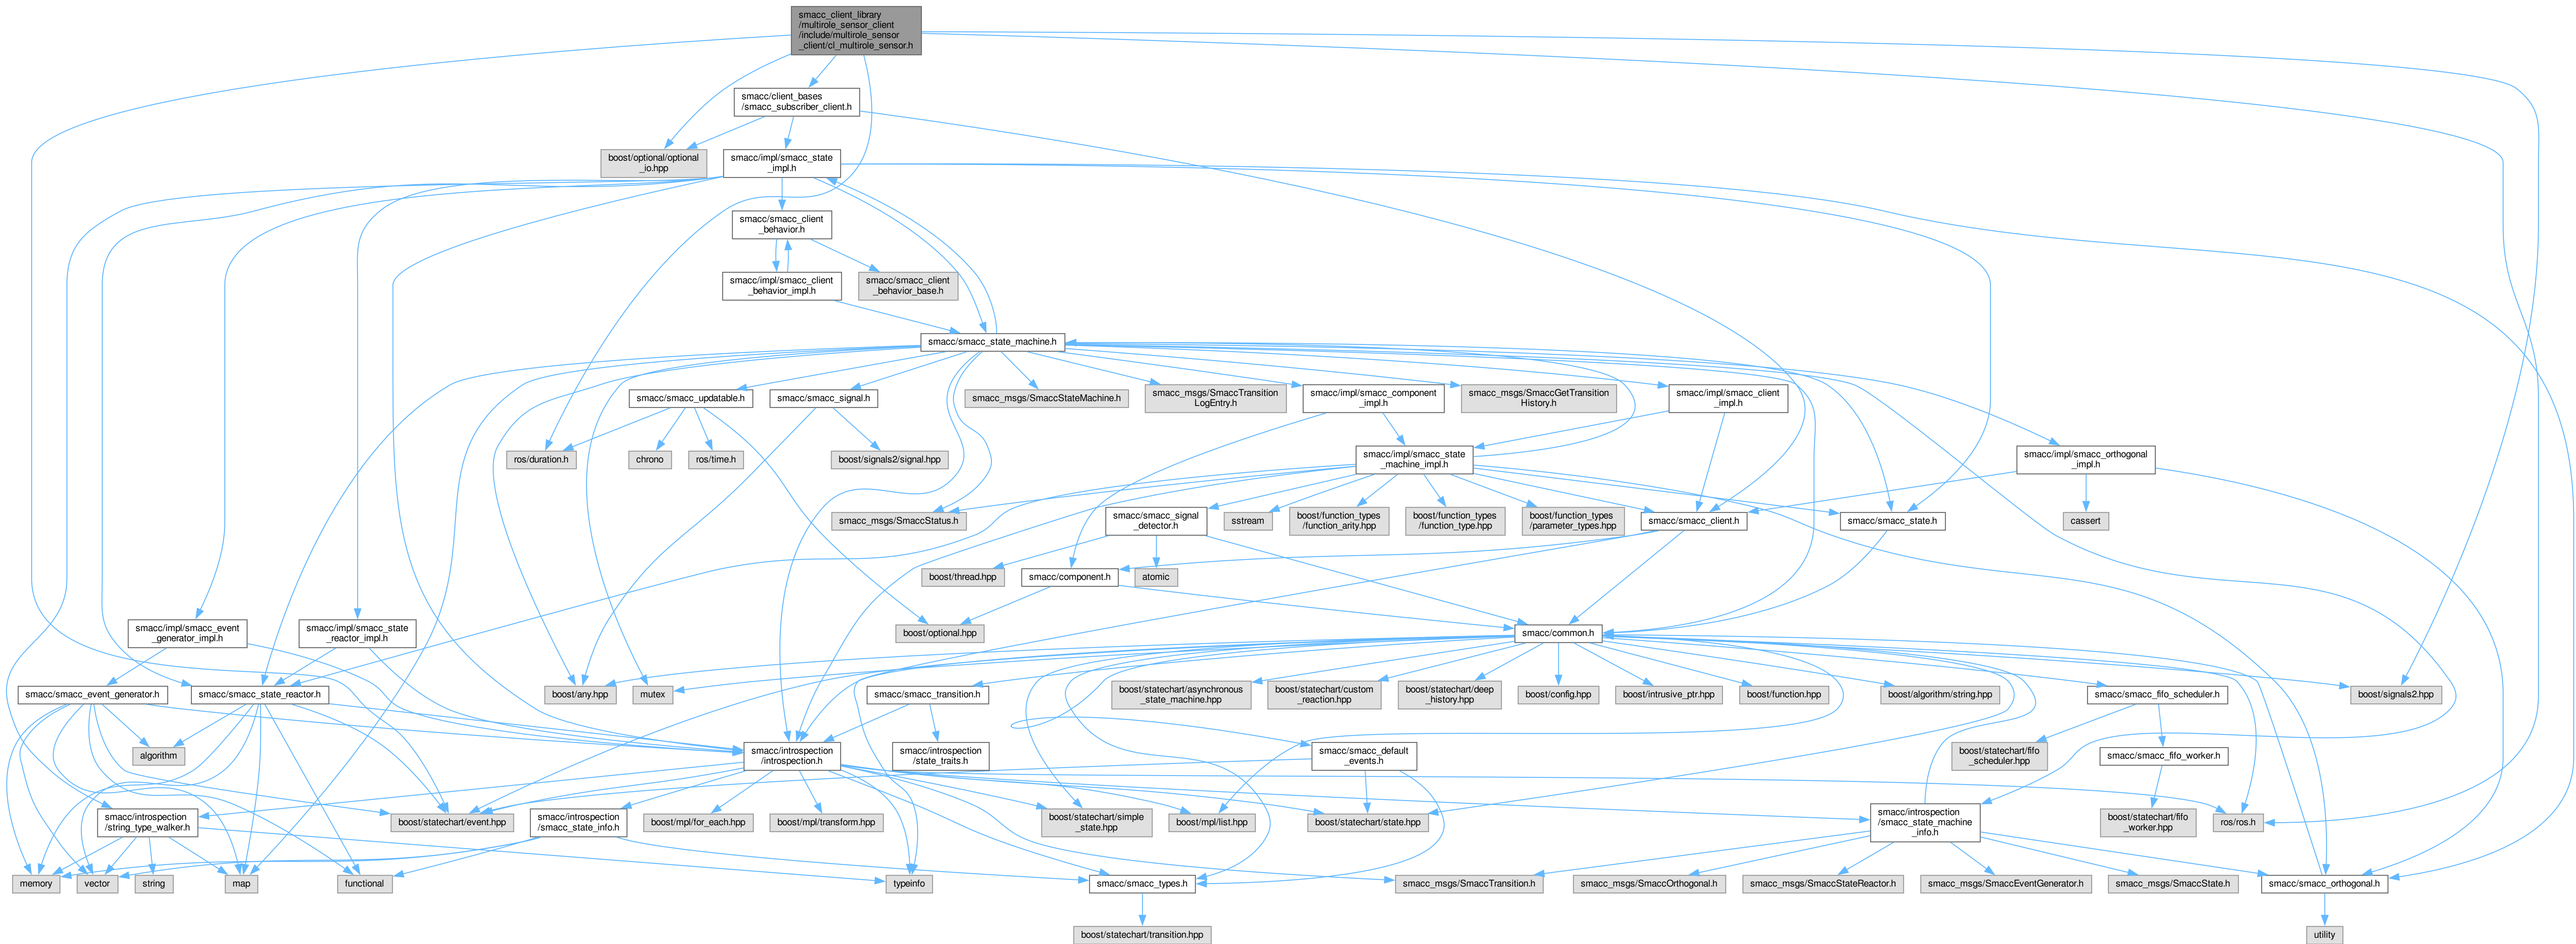 smacc_client_library
/multirole_sensor_client
/include/multirole_sensor
_client/cl_multirole_sensor.h
smacc/client_bases
/smacc_subscriber_client.h
boost/optional/optional
_io.hpp
smacc/impl/smacc_state
_impl.h
smacc/smacc_client
_behavior.h
smacc/impl/smacc_client
_behavior_impl.h
smacc/smacc_client
_behavior_base.h
smacc/smacc_state_machine.h
smacc/smacc_updatable.h
smacc/smacc_signal.h
smacc_msgs/SmaccStateMachine.h
smacc_msgs/SmaccTransition
LogEntry.h
smacc/impl/smacc_component
_impl.h
smacc_msgs/SmaccGetTransition
History.h
smacc/impl/smacc_client
_impl.h
ros/duration.h
chrono
ros/time.h
boost/signals2/signal.hpp
smacc/impl/smacc_state
_machine_impl.h
smacc/impl/smacc_orthogonal
_impl.h
smacc_msgs/SmaccStatus.h
smacc/smacc_signal
_detector.h
sstream
boost/function_types
/function_arity.hpp
boost/function_types
/function_type.hpp
boost/function_types
/parameter_types.hpp
smacc/smacc_client.h
smacc/smacc_state.h
cassert
boost/thread.hpp
smacc/component.h
atomic
smacc/impl/smacc_event
_generator_impl.h
smacc/impl/smacc_state
_reactor_impl.h
boost/optional.hpp
smacc/common.h
smacc/smacc_event_generator.h
smacc/smacc_state_reactor.h
boost/any.hpp
mutex
smacc/smacc_transition.h
boost/statechart/asynchronous
_state_machine.hpp
boost/statechart/custom
_reaction.hpp
boost/statechart/deep
_history.hpp
boost/config.hpp
boost/intrusive_ptr.hpp
boost/function.hpp
boost/algorithm/string.hpp
smacc/smacc_fifo_scheduler.h
boost/signals2.hpp
algorithm
smacc/introspection
/introspection.h
smacc/introspection
/state_traits.h
smacc/smacc_default
_events.h
boost/statechart/fifo
_scheduler.hpp
smacc/smacc_fifo_worker.h
smacc/introspection
/string_type_walker.h
boost/statechart/event.hpp
smacc/introspection
/smacc_state_info.h
boost/mpl/for_each.hpp
boost/mpl/transform.hpp
boost/statechart/simple
_state.hpp
boost/mpl/list.hpp
boost/statechart/state.hpp
smacc/introspection
/smacc_state_machine
_info.h
boost/statechart/fifo
_worker.hpp
ros/ros.h
memory
vector
string
map
functional
typeinfo
smacc/smacc_types.h
smacc_msgs/SmaccTransition.h
smacc_msgs/SmaccOrthogonal.h
smacc_msgs/SmaccStateReactor.h
smacc_msgs/SmaccEventGenerator.h
smacc_msgs/SmaccState.h
smacc/smacc_orthogonal.h
boost/statechart/transition.hpp
utility